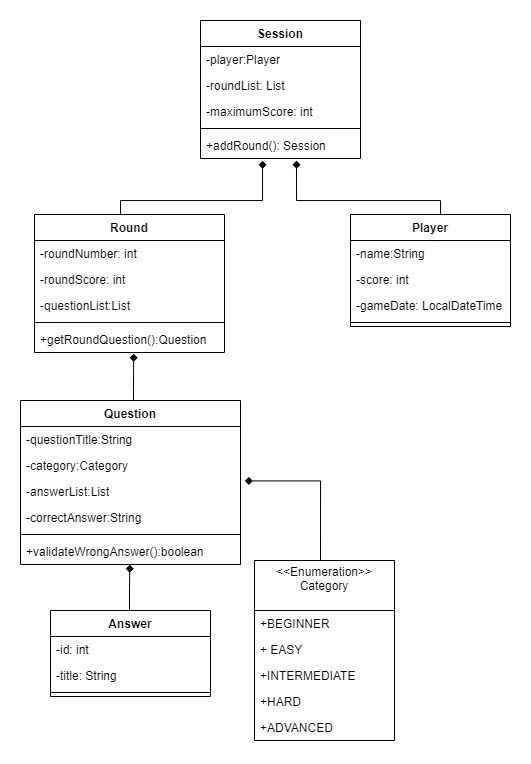 Session
-player:Player
-roundList: List
-maximumScore: int
+addRound(): Session
Round
-roundNumber: int
-roundScore: int
-questionList:List
+getRoundQuestion():Question
Player
-name:String
-score: int
-gameDate: LocalDateTime
Question
-questionTitle:String
-category:Category
-answerList:List
-correctAnswer:String
+validateWrongAnswer():boolean
Answer
-id: int
-title: String
<<Enumeration>>
Category
+BEGINNER
+ EASY
+INTERMEDIATE
+HARD
+ADVANCED